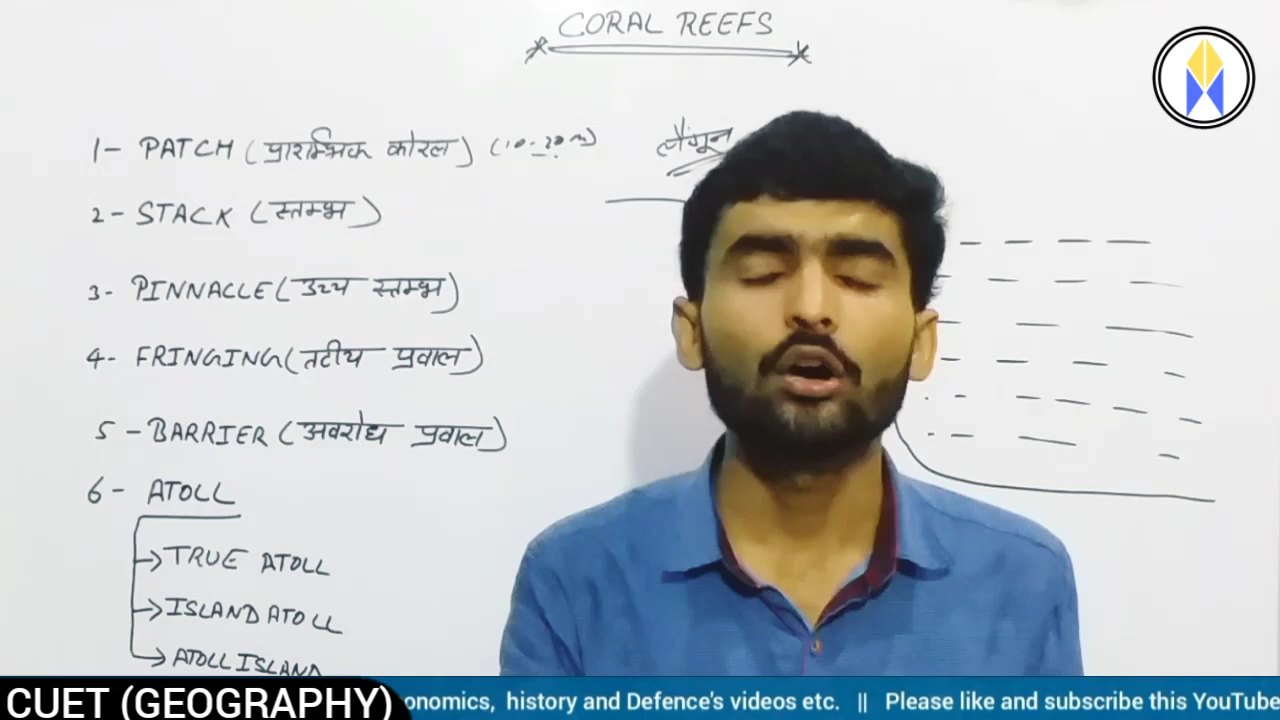 CORAL REEFS
1- PATCH (प्रारम्भिक कोरल) (10-20 m)
लैगून
2- STACK (स्तम्भ)
3- PINNACLE (उच्य स्तम्भ)
4- FRINGING (तटीय प्रवाल)
5- BARRIER (अवरोध प्रवाल)
6- ATOLL
TRUE ATOLL
ISLAND ATOLL
ATOLL ISLAND
CUET (GEOGRAPHY) onomics, history and Defence's videos etc. || Please like and subscribe this YouTube